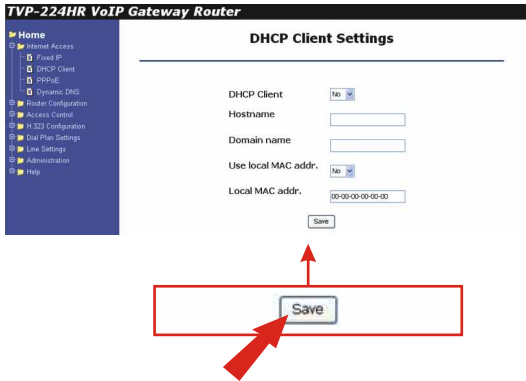 TVP-224HR VoIP Gateway Router
Home
Internet Access
Fixed IP
DHCP Client
PPPoE
Dynamic DNS
Router Configuration
Access Control
H.323 Configuration
Dial Plan Settings
Line Settings
Administration
Help
DHCP Client Settings
DHCP Client No
Hostname
Domain name
Use local MAC addr. No
Local MAC addr. 00-00-00-00-00-00
Save
Save